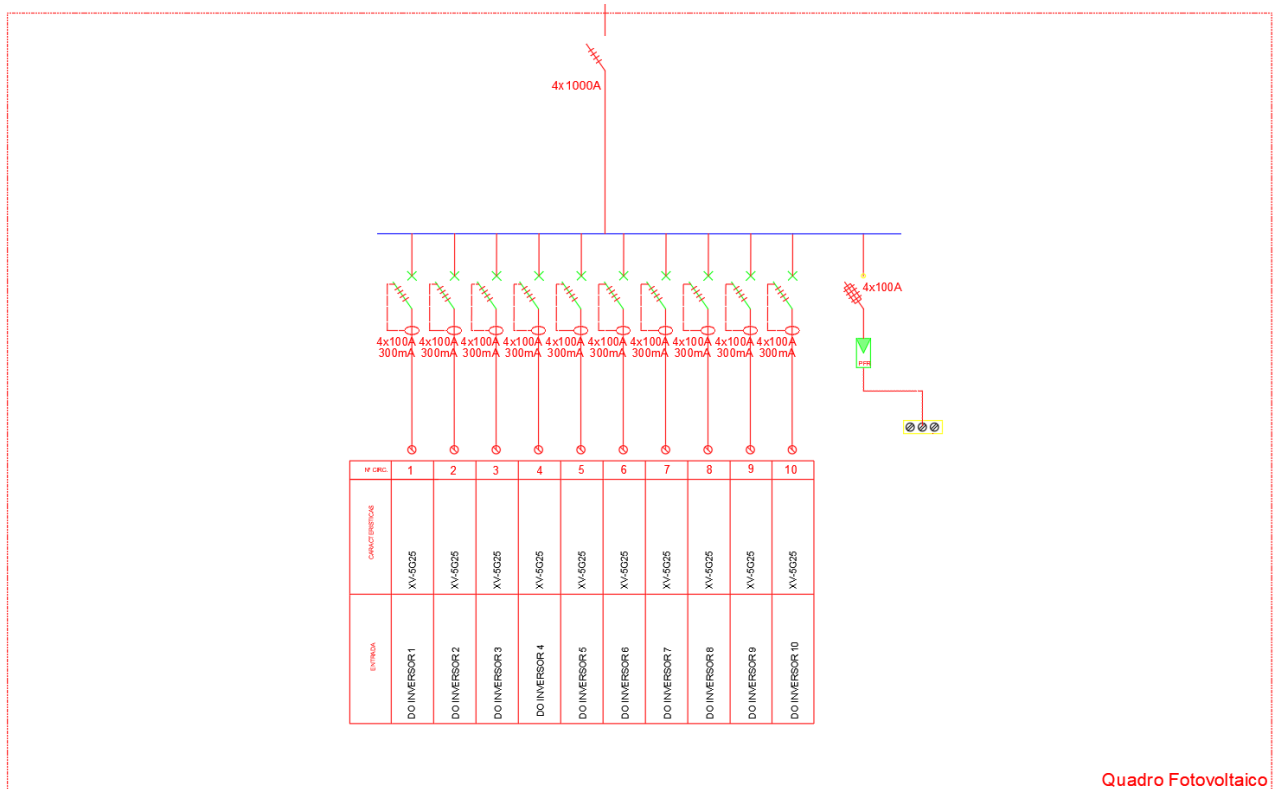 4x1000A
4x100A
4x100A 4x100A 4x100A 4x100A 4x100A 4x100A 4x100A 4x100A 4x100A 4x100A
300mA 300mA 300mA 300mA 300mA 300mA 300mA 300mA 300mA 300mA
PFR
Nº CIRC. 1 2 3 4 5 6 7 8 9 10
CARACTERISTICAS XV-5G25 XV-5G25 XV-5G25 XV-5G25 XV-5G25 XV-5G25 XV-5G25 XV-5G25 XV-5G25 XV-5G25
ENTRADA DO INVERSOR 1 DO INVERSOR 2 DO INVERSOR 3 DO INVERSOR 4 DO INVERSOR 5 DO INVERSOR 6 DO INVERSOR 7 DO INVERSOR 8 DO INVERSOR 9 DO INVERSOR 10
Quadro Fotovoltaico